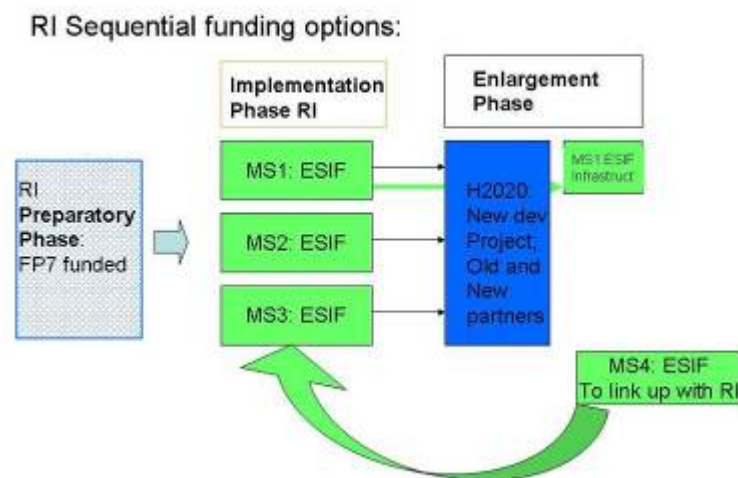 RI Sequential funding options:
Implementation
Phase RI
Enlargement
Phase
RI
Preparatory
Phase:
FP7 funded
MS1: ESIF
MS2: ESIF
MS3: ESIF
H2020:
New dev
Project;
Old and
New
partners
MS1:ESIF
Infrastruct
MS4: ESIF
To link up with RI